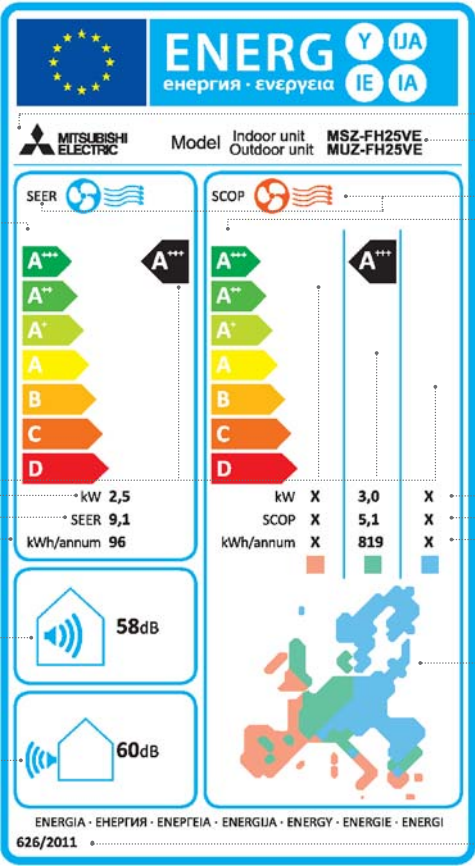 ENERG Y IJA
енергия · ενεργεια IE IA
MITSUBISHI
ELECTRIC
Model Indoor unit MSZ-FH25VE
Outdoor unit MUZ-FH25VE
SEER
A+++ A+++
A++
A+
A
B
C
D
kW 2,5
SEER 9,1
kWh/annum 96
SCOP
A+++ A+++
A++
A+
A
B
C
D
kW X 3,0 X
SCOP X 5,1 X
kWh/annum X 819 X
58dB
60dB
ENERGIA · ЕНЕРГИЯ · ΕΝΕΡΓΕΙΑ · ENERGIJA · ENERGY · ENERGIE · ENERGI
626/2011